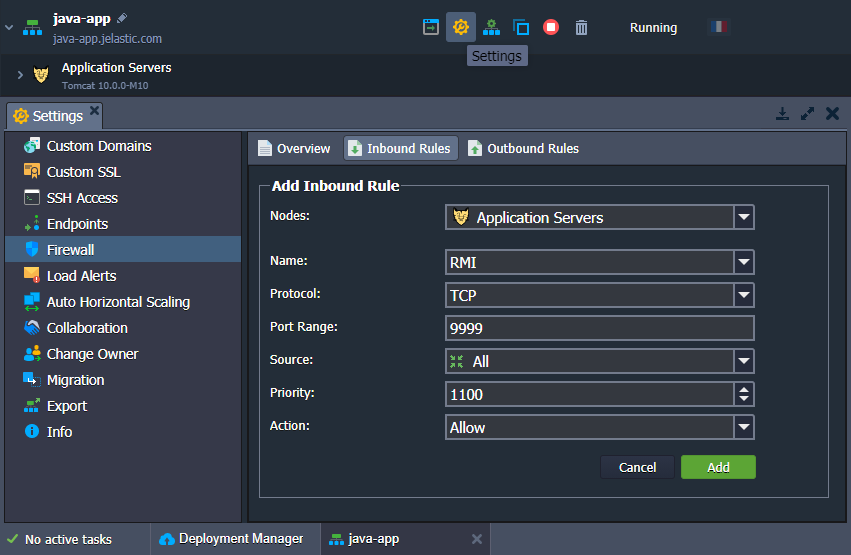 java-app
java-app.jelastic.com
Running
Settings
Application Servers
Tomcat 10.0.0-M10
Settings
Custom Domains
Custom SSL
SSH Access
Endpoints
Firewall
Load Alerts
Auto Horizontal Scaling
Collaboration
Change Owner
Migration
Export
Info
Overview
Inbound Rules
Outbound Rules
Add Inbound Rule
Nodes: Application Servers
Name: RMI
Protocol: TCP
Port Range: 9999
Source: All
Priority: 1100
Action: Allow
Cancel Add
No active tasks
Deployment Manager
java-app